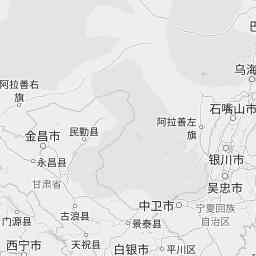 巴
乌海
阿拉善右
旗
石嘴山市
阿拉善左
旗
民勤县
金昌市
银川市
永昌县
甘肃省
吴忠市
中卫市
宁夏回族
自治区
门源县
古浪县
景泰县
西宁市
天祝县
白银市
平川区